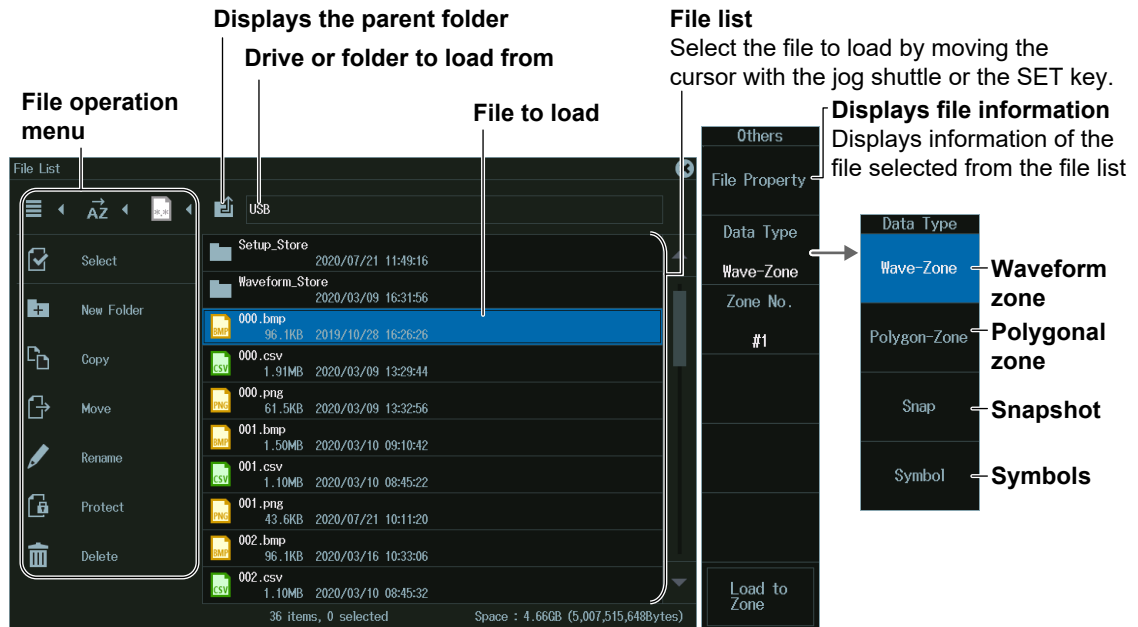 Displays the parent folder
Drive or folder to load from
File operation
menu
File to load
File list
Select the file to load by moving the
cursor with the jog shuttle or the SET key.
Displays file information
Displays information of the
file selected from the file list
File List
AZ
*.*
USB
Select
New Folder
Copy
Move
Rename
Protect
Delete
Setup_Store
2020/07/21 11:49:16
Waveform_Store
2020/03/09 16:31:56
BMP
000.bmp
96.1KB 2019/10/28 16:26:26
CSV
000.csv
1.91MB 2020/03/09 13:29:44
PNG
000.png
61.5KB 2020/03/09 13:32:56
BMP
001.bmp
1.50MB 2020/03/10 09:10:42
CSV
001.csv
1.10MB 2020/03/10 08:45:22
PNG
001.png
43.6KB 2020/07/21 10:11:20
BMP
002.bmp
96.1KB 2020/03/16 10:33:06
CSV
002.csv
1.10MB 2020/03/10 08:45:32
36 items, 0 selected Space : 4.66GB (5,007,515,648Bytes)
Others
File Property
Data Type
Wave-Zone
Zone No.
#1
Load to
Zone
Data Type
Wave-Zone
Polygon-Zone
Snap
Symbol
Waveform
zone
Polygonal
zone
Snapshot
Symbols